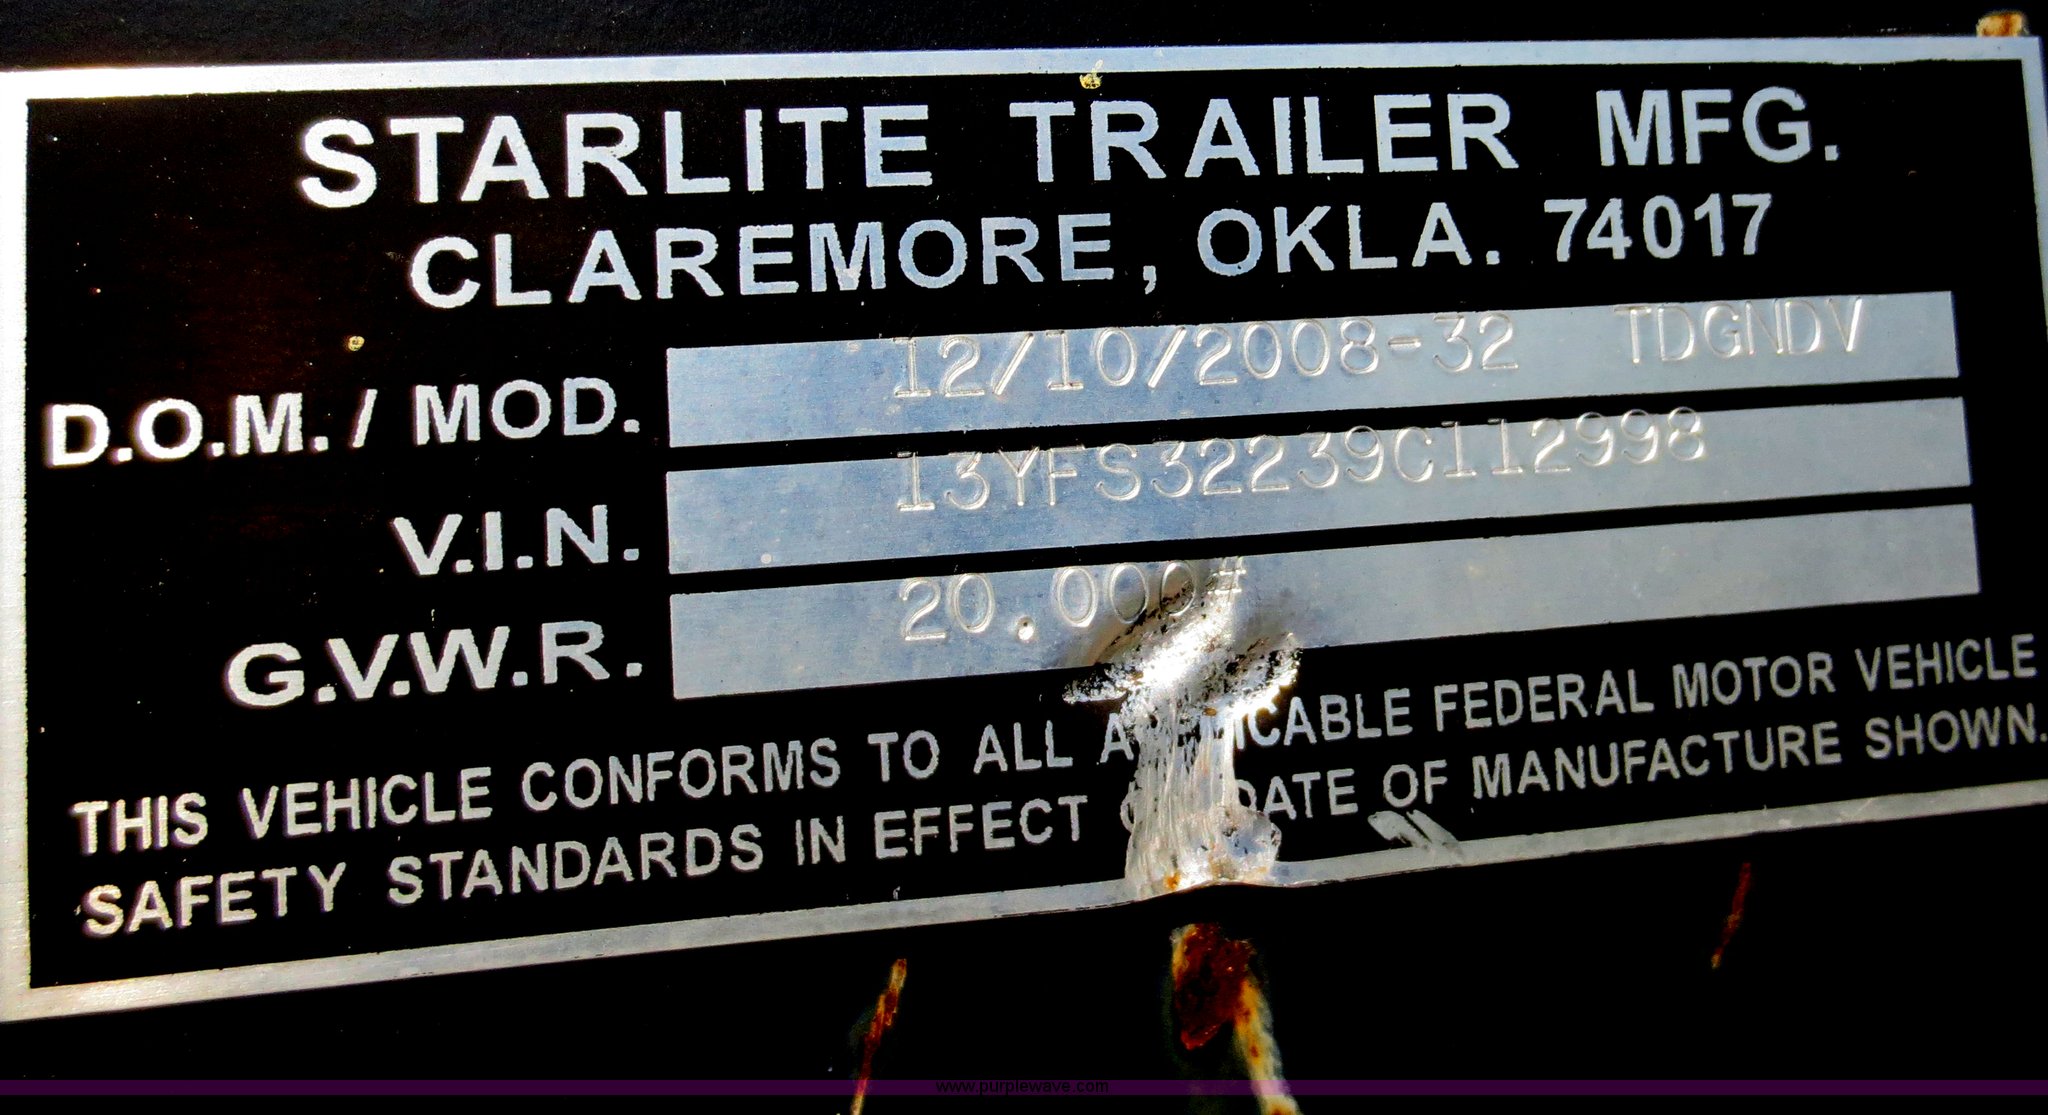 STARLITE TRAILER MFG.
CLAREMORE, OKLA. 74017
D.O.M. / MOD. 12/10/2008-32 TDGNDV
V.I.N. 13YFS32239C112998
G.V.W.R. 20.000#
THIS VEHICLE CONFORMS TO ALL FEDERAL MOTOR VEHICLE
SAFETY STANDARDS IN EFFECT DATE OF MANUFACTURE SHOWN.
www.purplewave.com